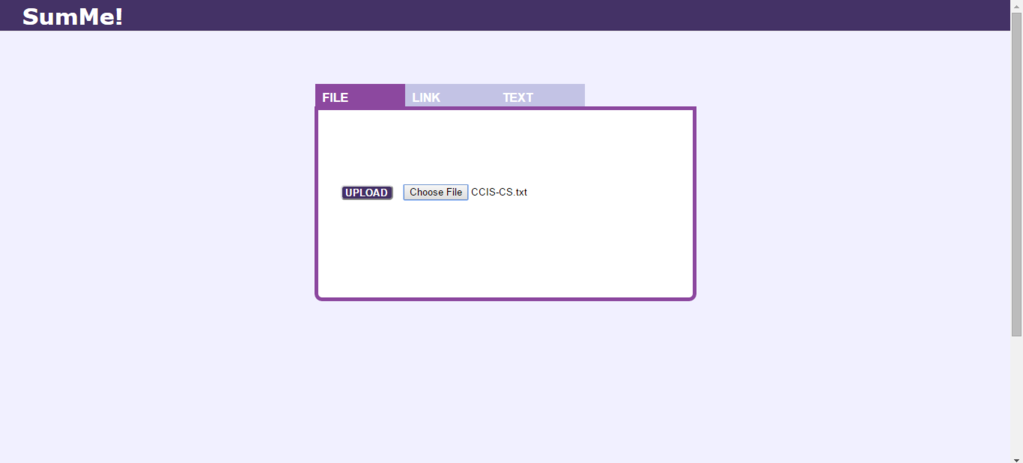 SumMe!
FILE LINK TEXT
UPLOAD Choose File CCIS-CS.txt